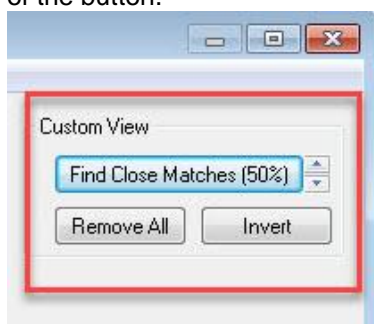 of the button.
Custom View
Find Close Matches (50%)
Remove All Invert